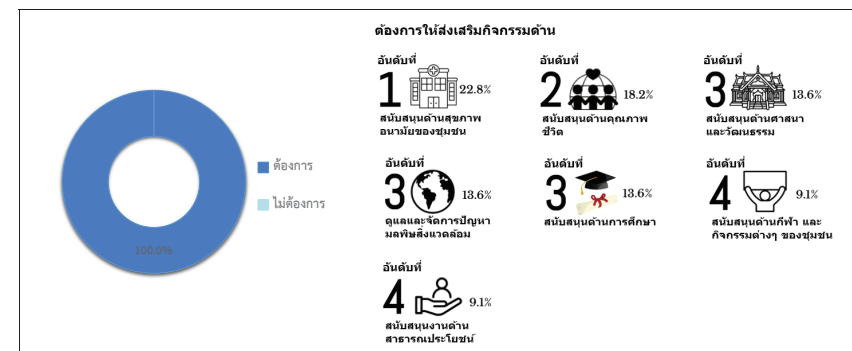 100.0%
ต้องการ
ไม่ต้องการ
ต้องการให้ส่งเสริมกิจกรรมด้าน
อันดับที่
1
22.8%
สนับสนุนด้านสุขภาพ
อนามัยของชุมชน
อันดับที่
2
18.2%
สนับสนุนด้านคุณภาพ
ชีวิต
อันดับที่
3
13.6%
สนับสนุนด้านศาสนา
และวัฒนธรรม
อันดับที่
3
13.6%
ดูแลและจัดการปัญหา
มลพิษสิ่งแวดล้อม
อันดับที่
3
13.6%
สนับสนุนด้านการศึกษา
อันดับที่
4
9.1%
สนับสนุนด้านกีฬา และ
กิจกรรมต่างๆ ของชุมชน
อันดับที่
4
9.1%
สนับสนุนงานด้าน
สาธารณประโยชน์